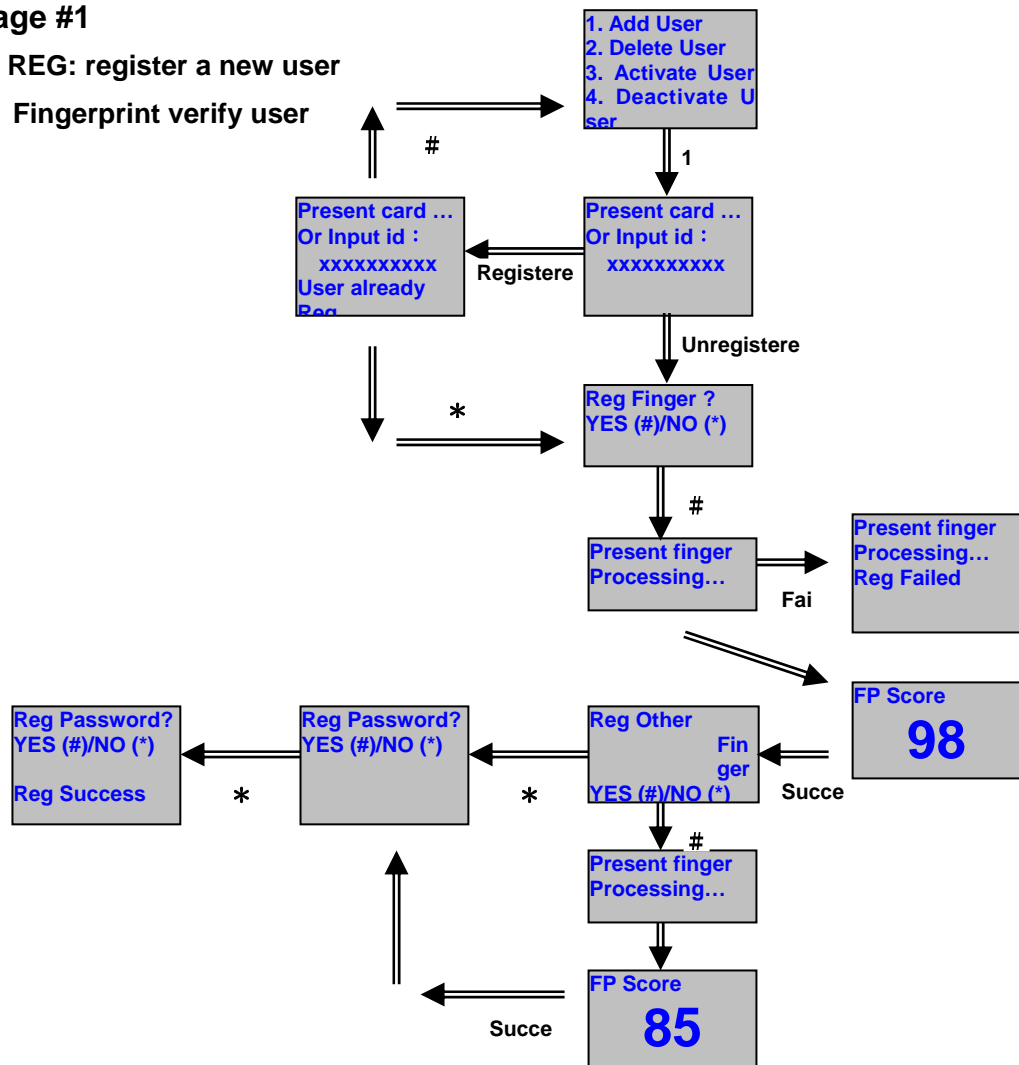 age #1
REG: register a new user
Fingerprint verify user
1. Add User
2. Delete User
3. Activate User
4. Deactivate U
ser
#
1
Present card …
Or Input id：
xxxxxxxxxx
User already
Reg
Registere
Present card …
Or Input id：
xxxxxxxxxx
Unregistere
*
Reg Finger ?
YES (#)/NO (*)
#
Present finger
Processing…
Fai
Present finger
Processing…
Reg Failed
FP Score
98
Succe
Reg Other
Fin
ger
YES (#)/NO (*)
*
Reg Password?
YES (#)/NO (*)
*
Reg Password?
YES (#)/NO (*)
Reg Success
#
Present finger
Processing…
FP Score
85
Succe